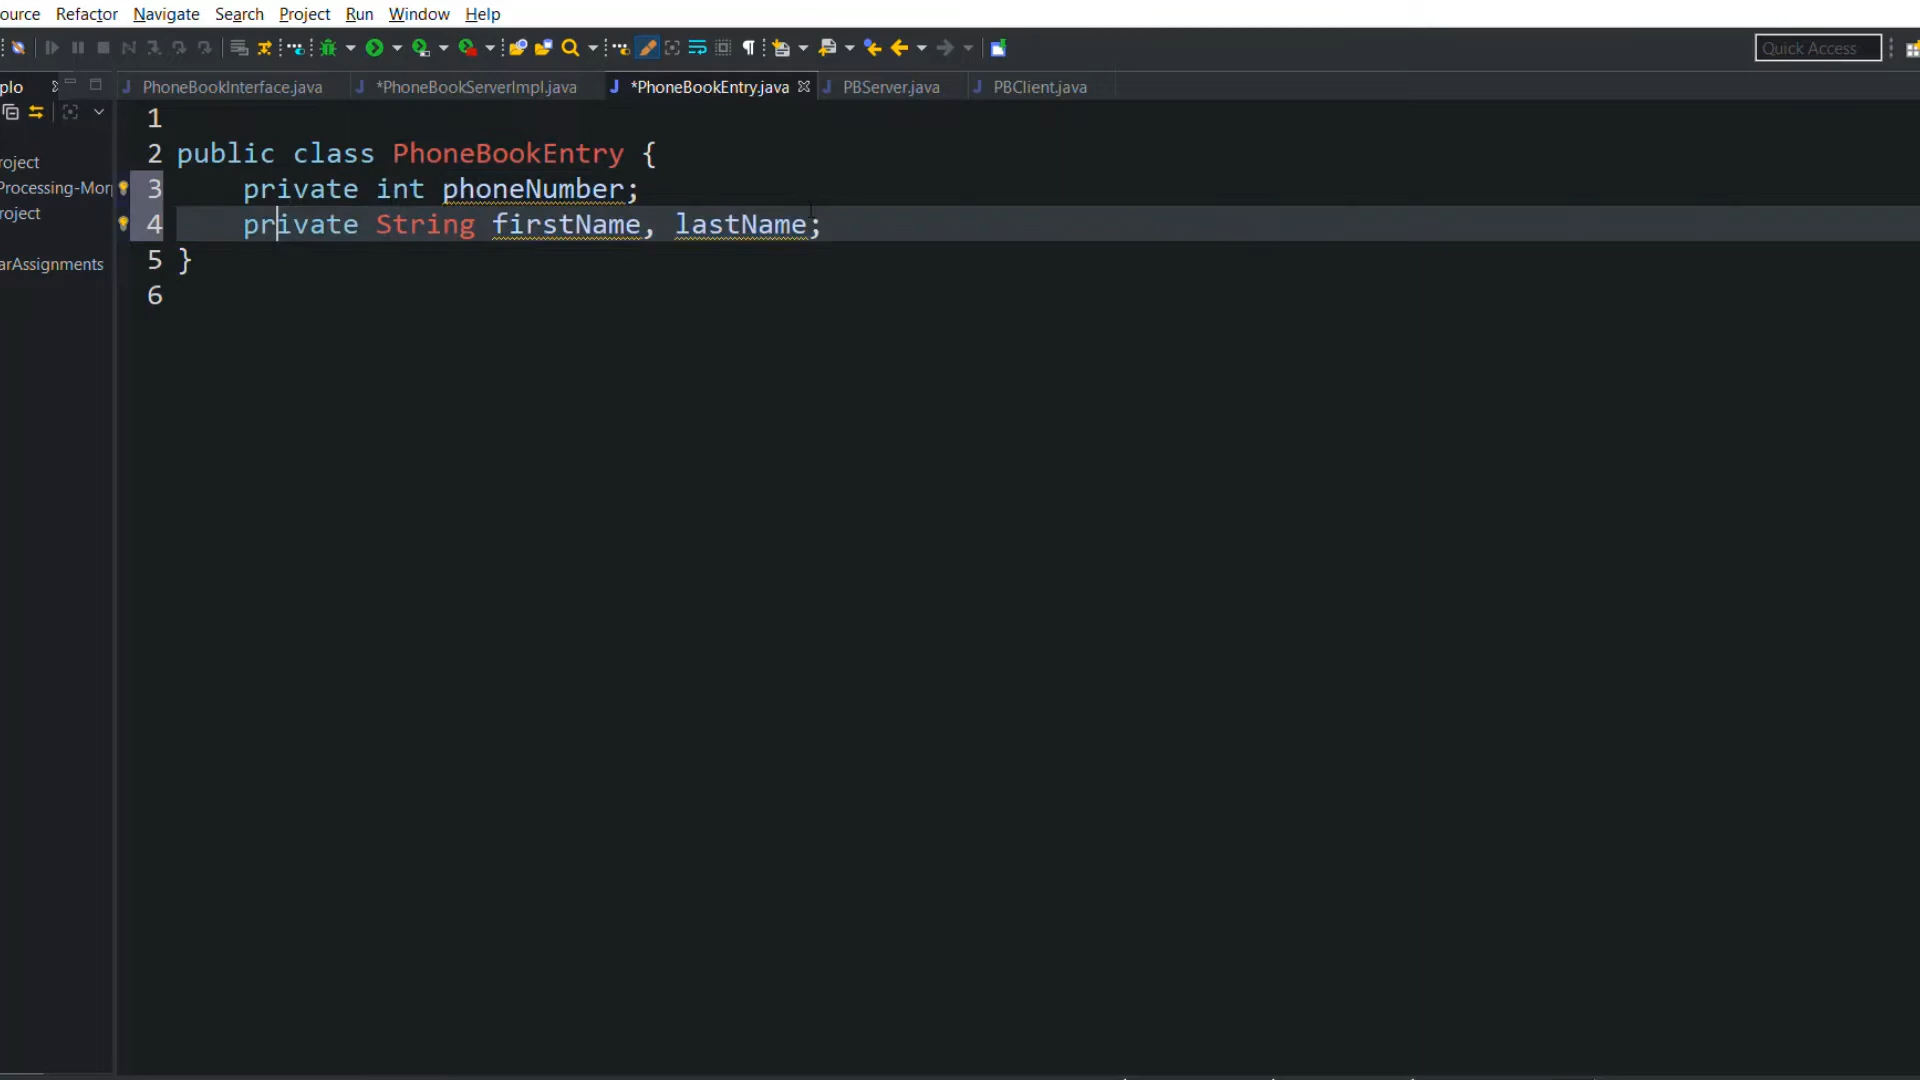 ource Refactor Navigate Search Project Run Window Help
Quick Access
plo
PhoneBookInterface.java *PhoneBookServerImpl.java *PhoneBookEntry.java PBServer.java PBClient.java
roject
Processing-Mor
roject
arAssignments
1
2 public class PhoneBookEntry {
3 private int phoneNumber;
4 private String firstName, lastName;
5 }
6